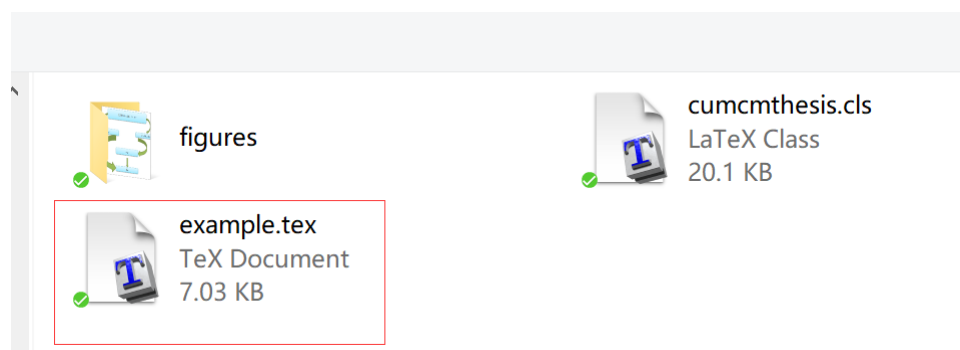 figures
cumcmthesis.cls
LaTeX Class
20.1 KB
example.tex
TeX Document
7.03 KB